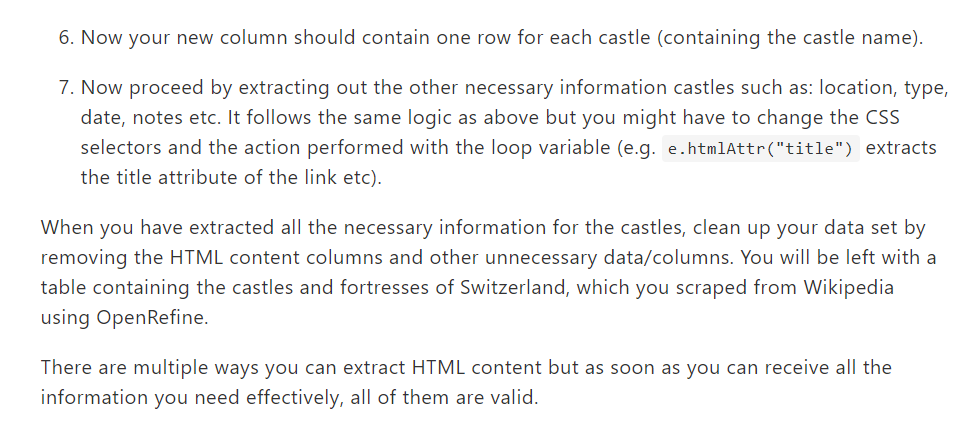 6. Now your new column should contain one row for each castle (containing the castle name).
7. Now proceed by extracting out the other necessary information castles such as: location, type,
date, notes etc. It follows the same logic as above but you might have to change the CSS
selectors and the action performed with the loop variable (e.g. e.htmlAttr("title") extracts
the title attribute of the link etc).
When you have extracted all the necessary information for the castles, clean up your data set by
removing the HTML content columns and other unnecessary data/columns. You will be left with a
table containing the castles and fortresses of Switzerland, which you scraped from Wikipedia
using OpenRefine.
There are multiple ways you can extract HTML content but as soon as you can receive all the
information you need effectively, all of them are valid.